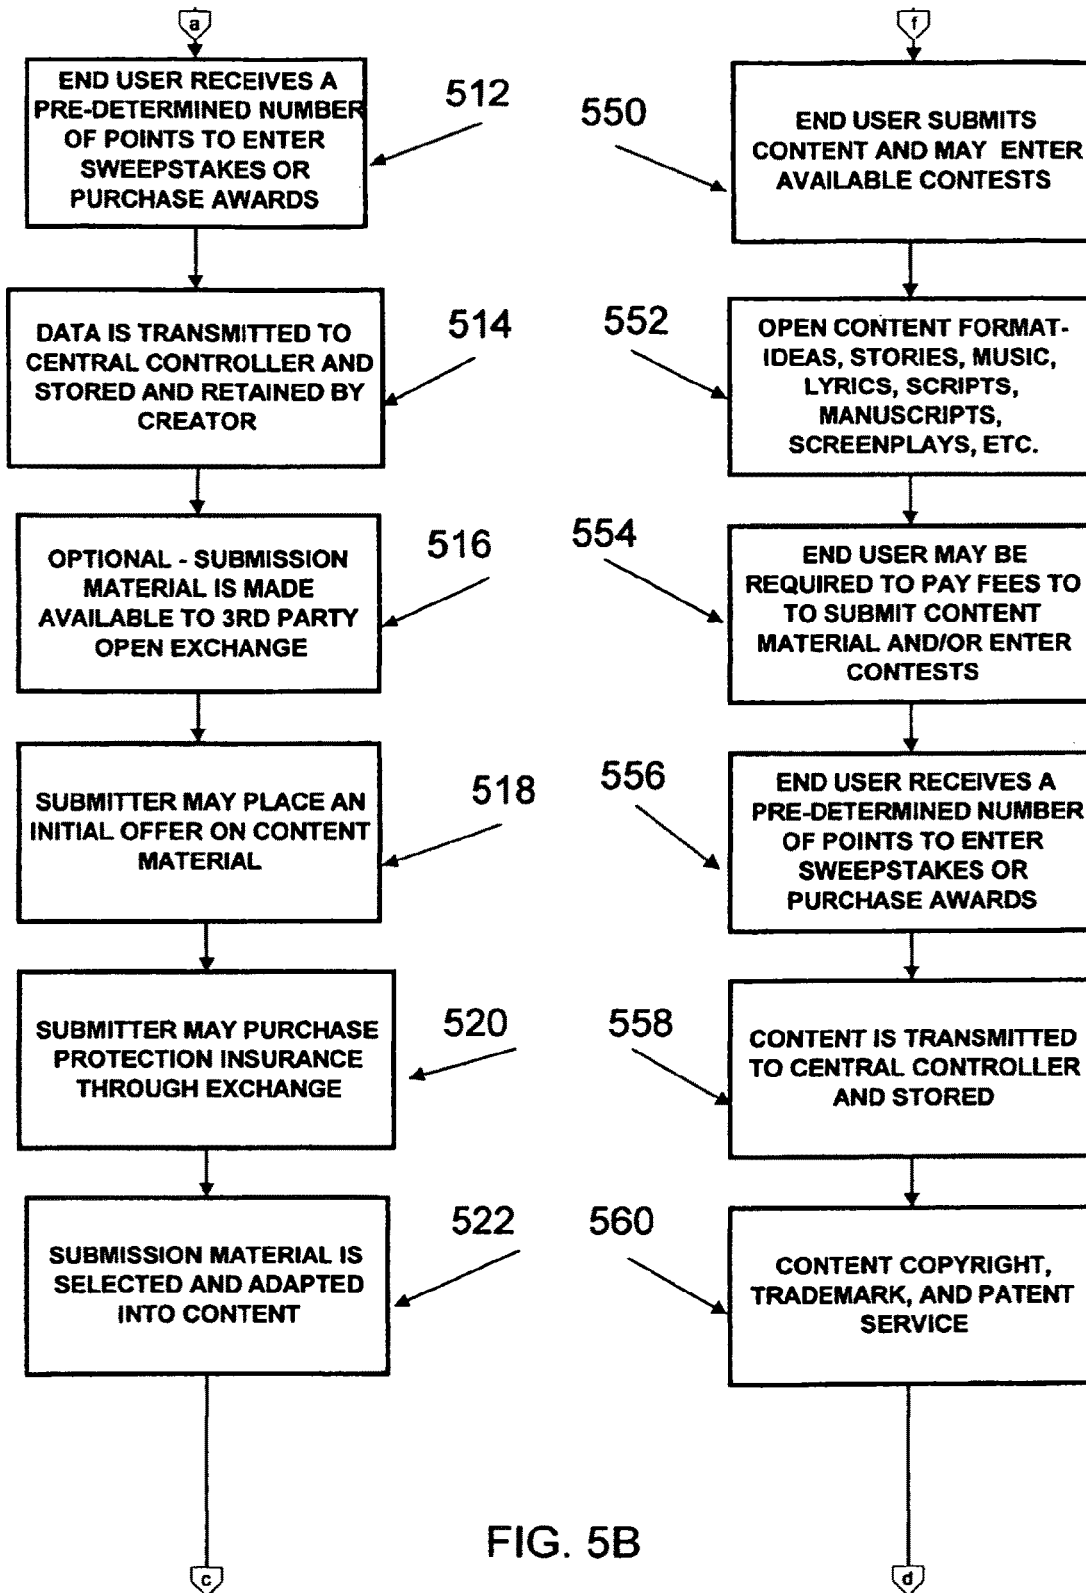 a
END USER RECEIVES A
PRE-DETERMINED NUMBER
OF POINTS TO ENTER
SWEEPSTAKES OR
PURCHASE AWARDS
512
DATA IS TRANSMITTED TO
CENTRAL CONTROLLER AND
STORED AND RETAINED BY
CREATOR
514
OPTIONAL - SUBMISSION
MATERIAL IS MADE
AVAILABLE TO 3RD PARTY
OPEN EXCHANGE
516
SUBMITTER MAY PLACE AN
INITIAL OFFER ON CONTENT
MATERIAL
518
SUBMITTER MAY PURCHASE
PROTECTION INSURANCE
THROUGH EXCHANGE
520
SUBMISSION MATERIAL IS
SELECTED AND ADAPTED
INTO CONTENT
522
c
f
550
END USER SUBMITS
CONTENT AND MAY ENTER
AVAILABLE CONTESTS
552
OPEN CONTENT FORMAT-
IDEAS, STORIES, MUSIC,
LYRICS, SCRIPTS,
MANUSCRIPTS,
SCREENPLAYS, ETC.
554
END USER MAY BE
REQUIRED TO PAY FEES TO
TO SUBMIT CONTENT
MATERIAL AND/OR ENTER
CONTESTS
556
END USER RECEIVES A
PRE-DETERMINED NUMBER
OF POINTS TO ENTER
SWEEPSTAKES OR
PURCHASE AWARDS
558
CONTENT IS TRANSMITTED
TO CENTRAL CONTROLLER
AND STORED
560
CONTENT COPYRIGHT,
TRADEMARK, AND PATENT
SERVICE
d
FIG. 5B